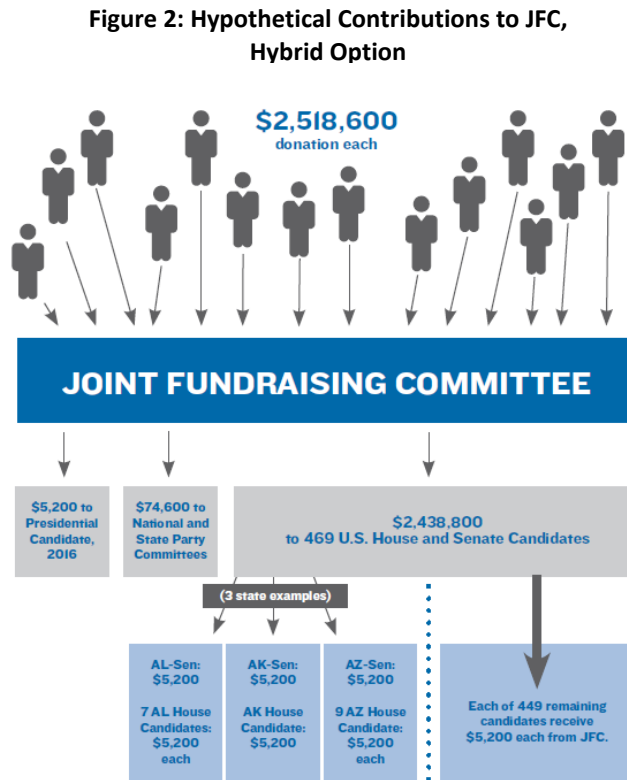 Figure 2: Hypothetical Contributions to JFC,
Hybrid Option
$2,518,600
donation each
JOINT FUNDRAISING COMMITTEE
$5,200 to
Presidential
Candidate,
2016
$74,600 to
National and
State Party
Committees
$2,438,800
to 469 U.S. House and Senate Candidates
(3 state examples)
AL-Sen:
$5,200
7 AL House
Candidates:
$5,200
each
AK-Sen:
$5,200
AK House
Candidate:
$5,200
AZ-Sen:
$5,200
9 AZ House
Candidates:
$5,200
each
Each of 449 remaining
candidates receive
$5,200 each from JFC.